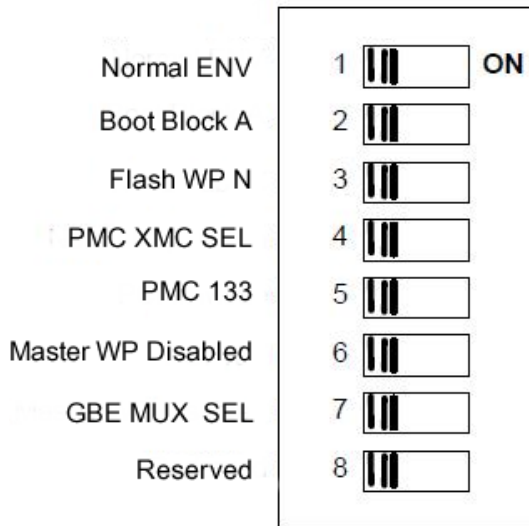 Normal ENV 1 ON
Boot Block A 2
Flash WP N 3
PMC XMC SEL 4
PMC 133 5
Master WP Disabled 6
GBE MUX SEL 7
Reserved 8